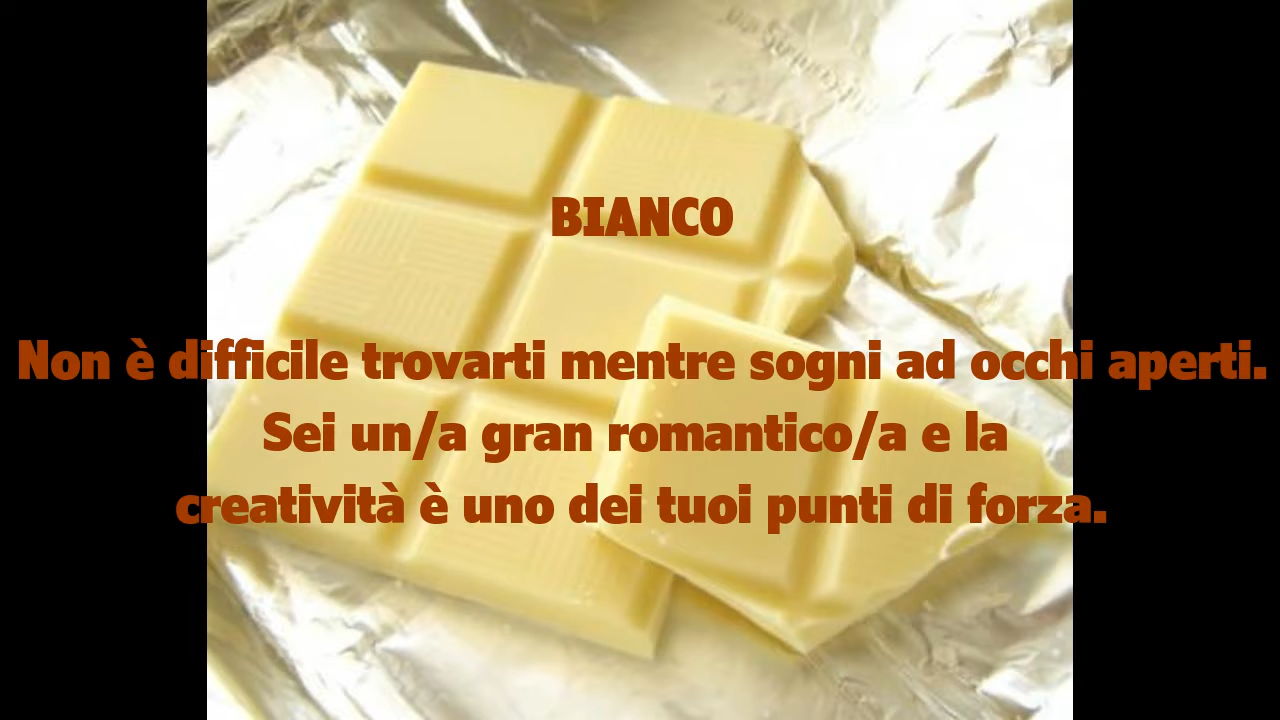 BIANCO
Non è difficile trovarti mentre sogni ad occhi aperti.
Sei un/a gran romantico/a e la
creatività è uno dei tuoi punti di forza.